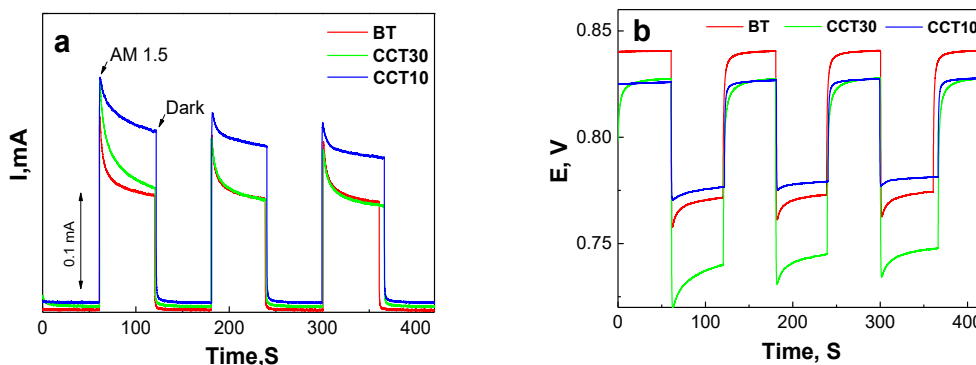 a
AM 1.5
BT
CCT30
CCT10
Dark
I,mA
0.1 mA
0
100
200
300
400
Time,S
b
BT
CCT30
CCT10
0.85
0.80
0.75
E, V
0
100
200
300
400
Time, S